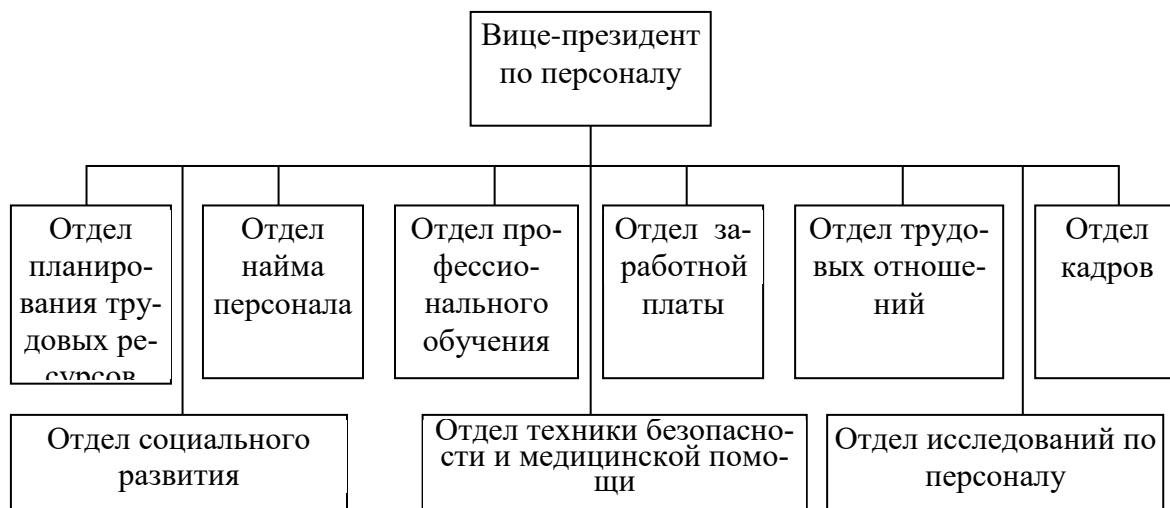 Вице-президент
по персоналу
Отдел
планиро-
вания тру-
довых ре-
сурсов
Отдел
найма
персонала
Отдел про-
фессио-
нального
обучения
Отдел за-
работной
платы
Отдел трудо-
вых отноше-
ний
Отдел
кадров
Отдел социального
развития
Отдел техники безопасно-
сти и медицинской помо-
щи
Отдел исследований по
персоналу